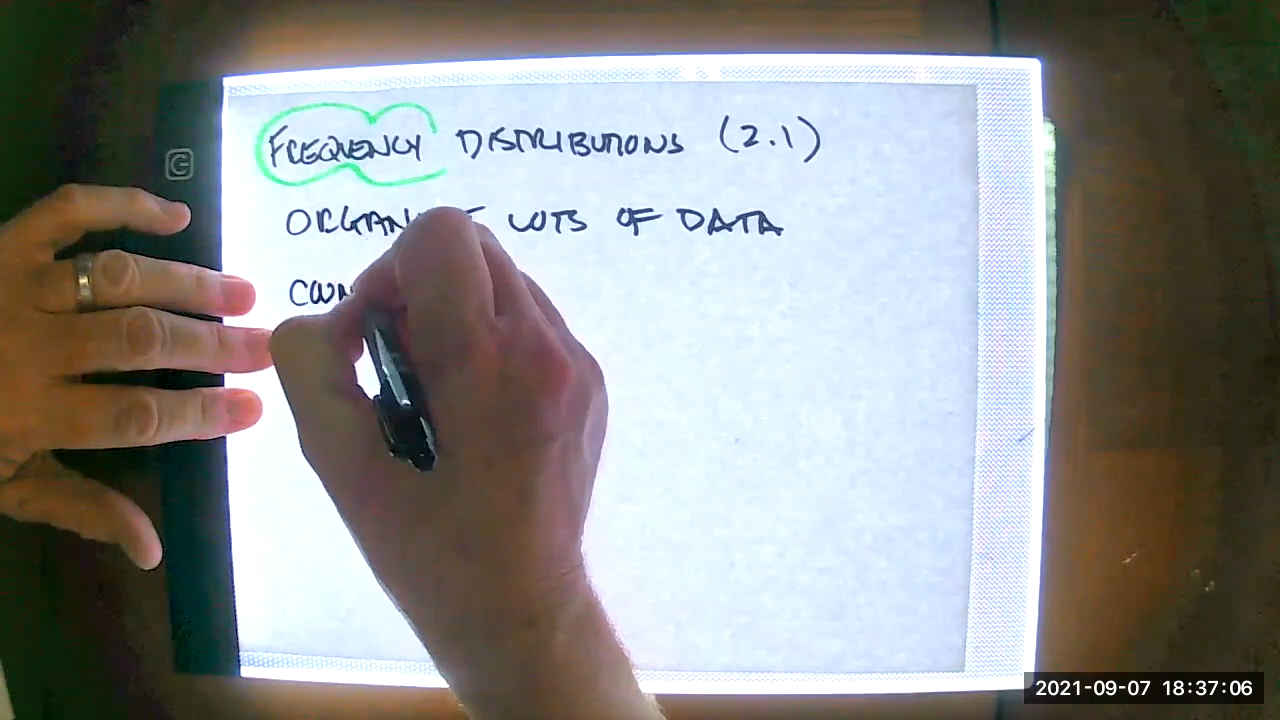 FREQUENCY DISTRIBUTIONS (2.1)
LOTS OF DATA
2021-09-07 18:37:06